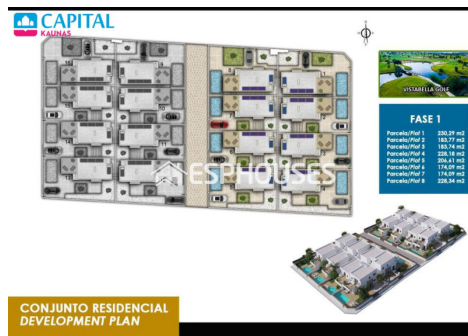 CAPITAL
KAUNAS
ESPHOUSES
VISTABELLA GOLF
FASE 1
Parcela/Plot 1 230,29 m2
Parcela/Plot 2 183,77 m2
Parcela/Plot 3 183,74 m2
Parcela/Plot 4 228,18 m2
Parcela/Plot 5 206,61 m2
Parcela/Plot 6 174,09 m2
Parcela/Plot 7 174,09 m2
Parcela/Plot 8 228,34 m2
CONJUNTO RESIDENCIAL
DEVELOPMENT PLAN